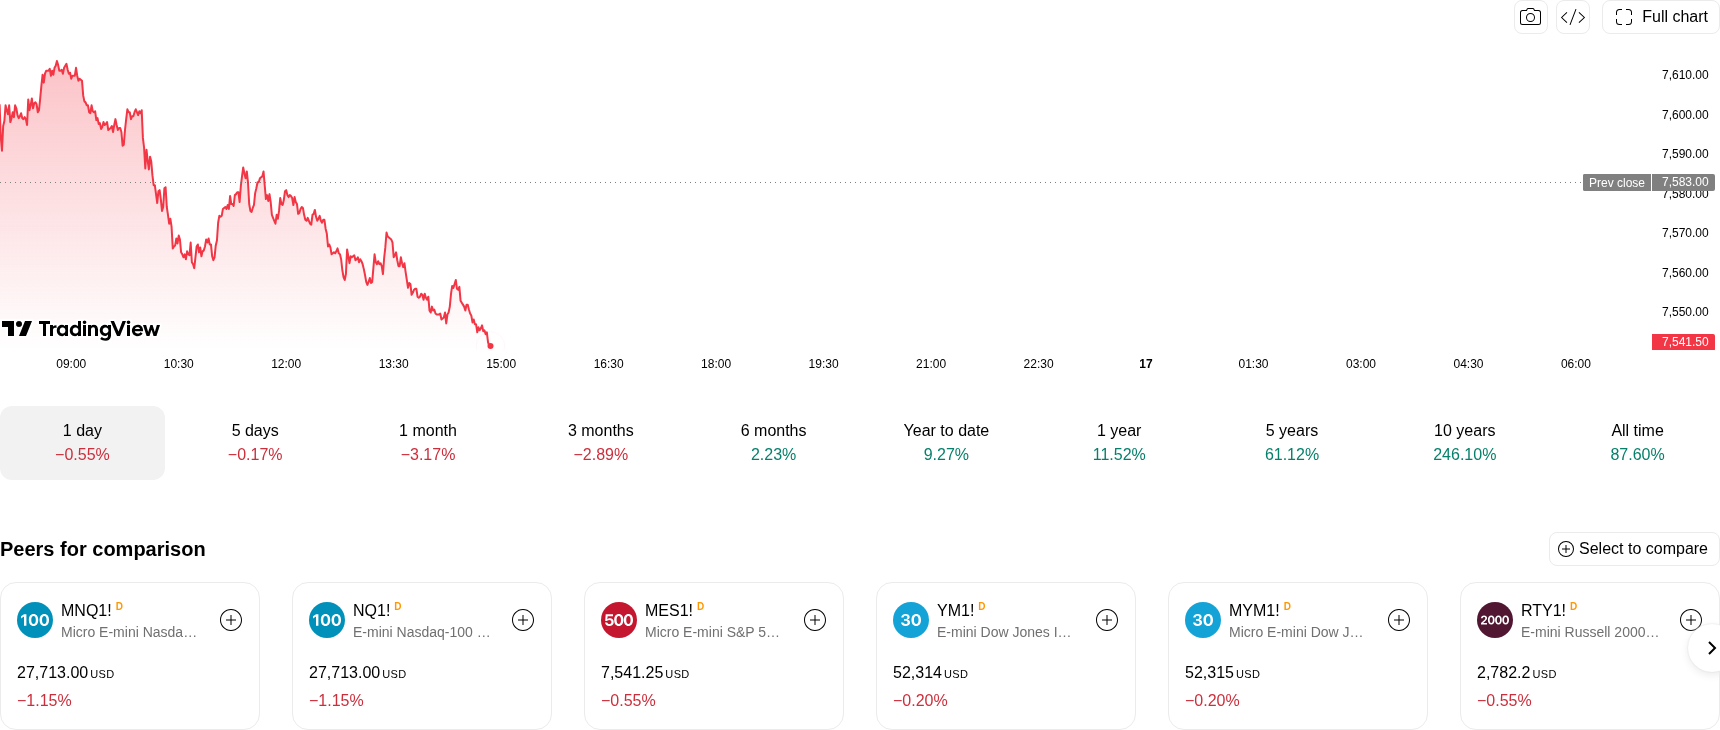 Full chart
7,610.00
7,600.00
7,590.00
Prev close 7,583.00
7,580.00
7,570.00
7,560.00
7,550.00
7,541.50
TradingView
09:00 10:30 12:00 13:30 15:00 16:30 18:00 19:30 21:00 22:30 17 01:30 03:00 04:30 06:00
1 day 5 days 1 month 3 months 6 months Year to date 1 year 5 years 10 years All time
−0.55% −0.17% −3.17% −2.89% 2.23% 9.27% 11.52% 61.12% 246.10% 87.60%
Peers for comparison
Select to compare
100 MNQ1! D
Micro E-mini Nasda…
27,713.00 USD
−1.15%
100 NQ1! D
E-mini Nasdaq-100 …
27,713.00 USD
−1.15%
500 MES1! D
Micro E-mini S&P 5…
7,541.25 USD
−0.55%
30 YM1! D
E-mini Dow Jones I…
52,314 USD
−0.20%
30 MYM1! D
Micro E-mini Dow J…
52,315 USD
−0.20%
2000 RTY1! D
E-mini Russell 2000…
2,782.2 USD
−0.55%